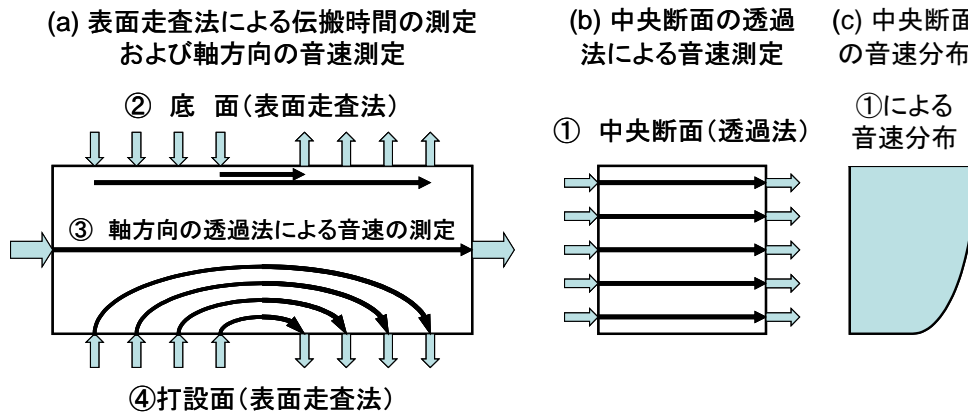 (a) 表面走査法による伝搬時間の測定
および軸方向の音速測定
② 底 面(表面走査法)
③ 軸方向の透過法による音速の測定
④打設面(表面走査法)
(b) 中央断面の透過
法による音速測定
① 中央断面(透過法)
(c) 中央断面
の音速分布
①による
音速分布